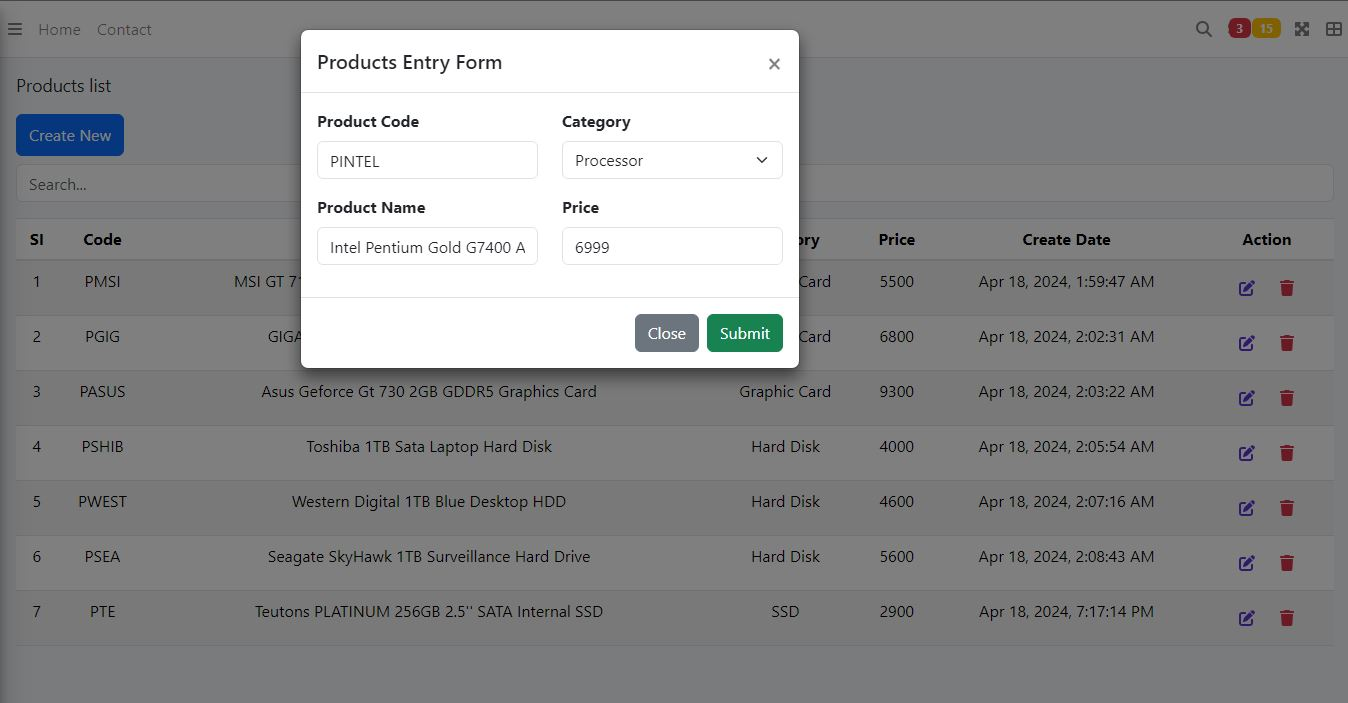 Home Contact 3 15
Products list
Create New
Search...
Products Entry Form ×
Product Code Category
PINTEL Processor
Product Name Price
Intel Pentium Gold G7400 A 6999
Close Submit
SI Code Price Create Date Action
1 PMSI MSI GT Card 5500 Apr 18, 2024, 1:59:47 AM
2 PGIG Card 6800 Apr 18, 2024, 2:02:31 AM
3 PASUS Asus Geforce Gt 730 2GB GDDR5 Graphics Card Graphic Card 9300 Apr 18, 2024, 2:03:22 AM
4 PSHIB Toshiba 1TB Sata Laptop Hard Disk Hard Disk 4000 Apr 18, 2024, 2:05:54 AM
5 PWEST Western Digital 1TB Blue Desktop HDD Hard Disk 4600 Apr 18, 2024, 2:07:16 AM
6 PSEA Seagate SkyHawk 1TB Surveillance Hard Drive Hard Disk 5600 Apr 18, 2024, 2:08:43 AM
7 PTE Teutons PLATINUM 256GB 2.5'' SATA Internal SSD SSD 2900 Apr 18, 2024, 7:17:14 PM